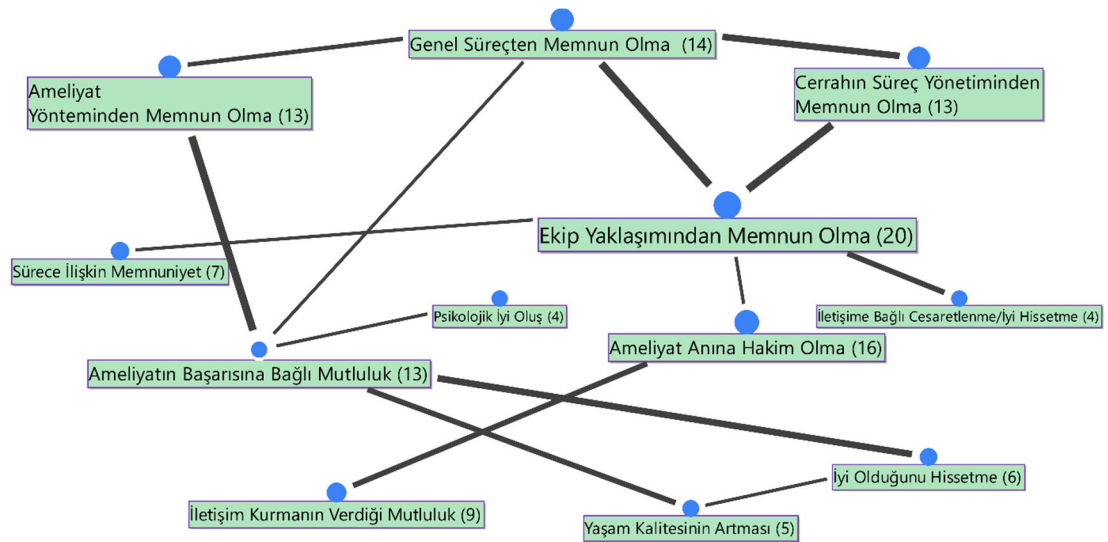 Genel Süreçten Memnun Olma (14)
Ameliyat
Yönteminden Memnun Olma (13)
Cerrahın Süreç Yönetiminden
Memnun Olma (13)
Ekip Yaklaşımından Memnun Olma (20)
Sürece İlişkin Memnuniyet (7)
Psikolojik İyi Oluş (4)
İletişime Bağlı Cesaretlenme/İyi Hissetme (4)
Ameliyat Anına Hakim Olma (16)
Ameliyatın Başarısına Bağlı Mutluluk (13)
İyi Olduğunu Hissetme (6)
İletişim Kurmanın Verdiği Mutluluk (9)
Yaşam Kalitesinin Artması (5)